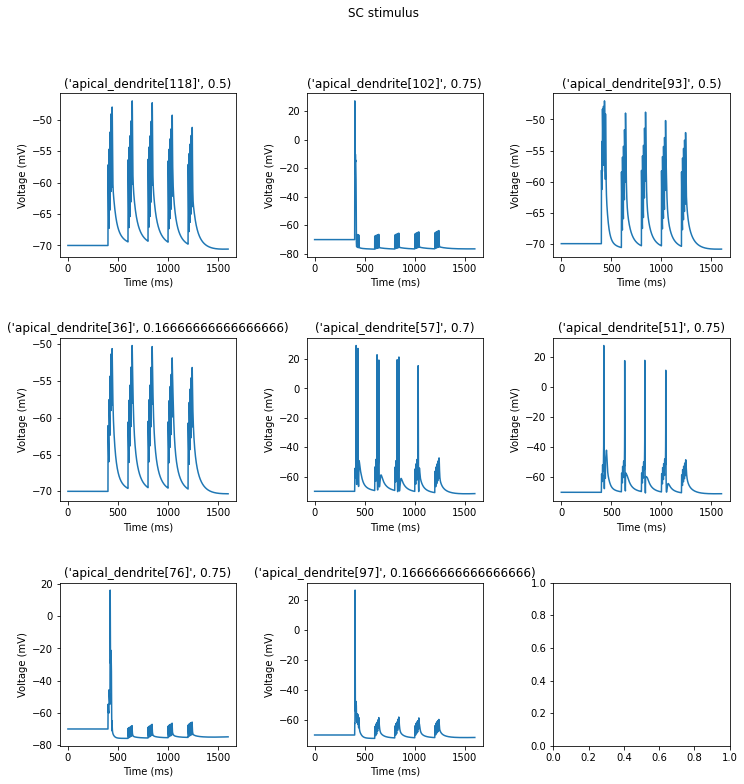 SC stimulus
('apical_dendrite[118]', 0.5)
('apical_dendrite[102]', 0.75)
('apical_dendrite[93]', 0.5)
Voltage (mV)
−50
−55
−60
−65
−70
0 500 1000 1500
Time (ms)
Voltage (mV)
20
0
−20
−40
−60
−80
0 500 1000 1500
Time (ms)
Voltage (mV)
−50
−55
−60
−65
−70
0 500 1000 1500
Time (ms)
('apical_dendrite[36]', 0.16666666666666666)
('apical_dendrite[57]', 0.7)
('apical_dendrite[51]', 0.75)
Voltage (mV)
−50
−55
−60
−65
−70
0 500 1000 1500
Time (ms)
Voltage (mV)
20
0
−20
−40
−60
0 500 1000 1500
Time (ms)
Voltage (mV)
20
0
−20
−40
−60
0 500 1000 1500
Time (ms)
('apical_dendrite[76]', 0.75)
('apical_dendrite[97]', 0.16666666666666666)
Voltage (mV)
20
0
−20
−40
−60
−80
0 500 1000 1500
Time (ms)
Voltage (mV)
20
0
−20
−40
−60
0 500 1000 1500
Time (ms)
1.0
0.8
0.6
0.4
0.2
0.0
0.0 0.2 0.4 0.6 0.8 1.0